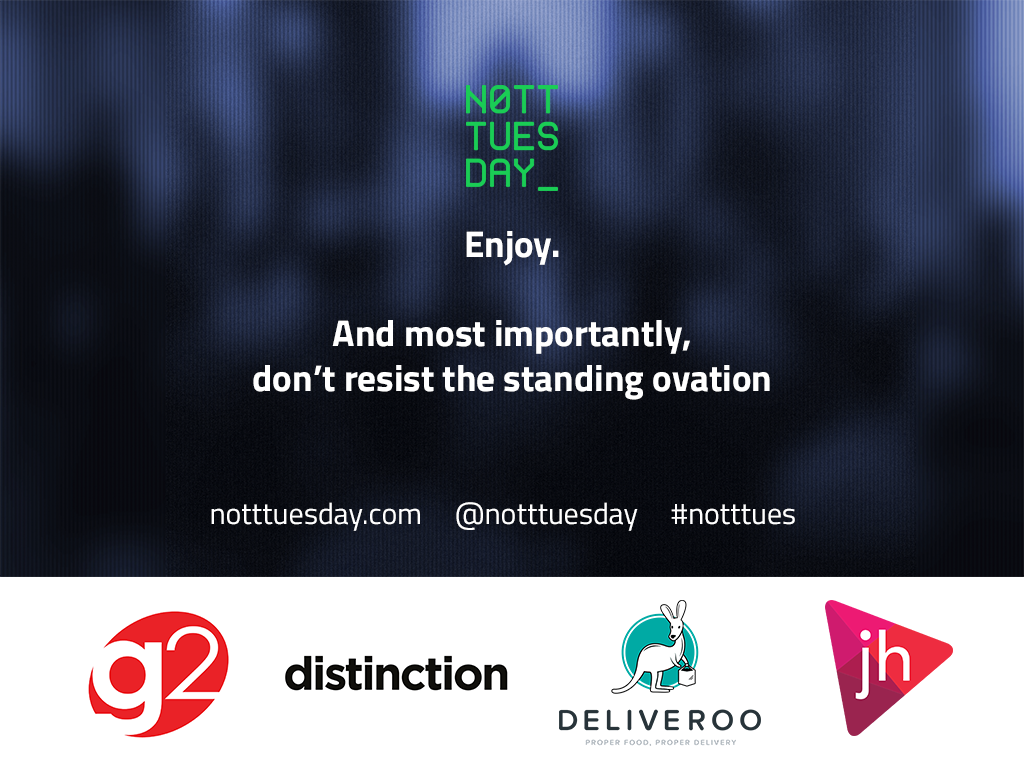 NØTT
TUES
DAY_
Enjoy.
And most importantly,
don’t resist the standing ovation
notttuesday.com @notttuesday #notttues
g2
distinction
DELIVEROO
PROPER FOOD, PROPER DELIVERY
jh